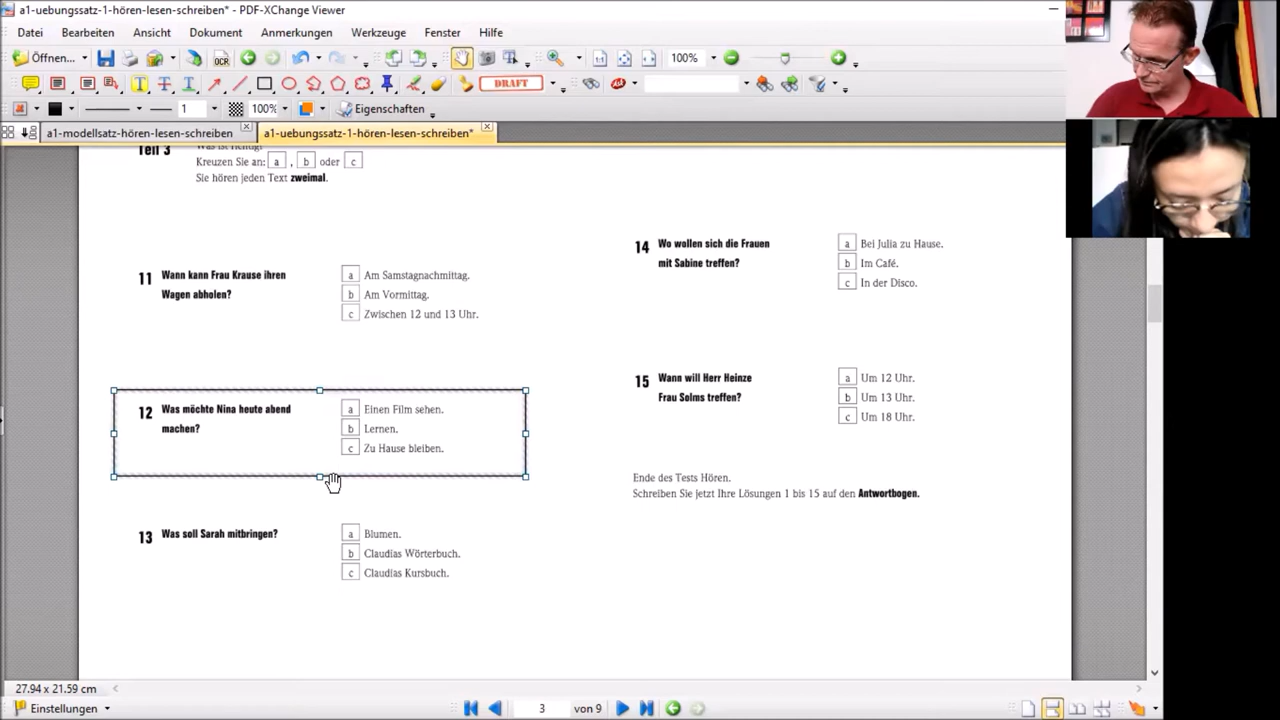 a1-uebungssatz-1-hören-lesen-schreiben* - PDF-XChange Viewer
Datei Bearbeiten Ansicht Dokument Anmerkungen Werkzeuge Fenster Hilfe
Öffnen... OCR 100%
DRAFT
1 100% Eigenschaften
a1-modellsatz-hören-lesen-schreiben a1-uebungssatz-1-hören-lesen-schreiben*
Teil 3 Was ist richtig?
Kreuzen Sie an: a , b oder c
Sie hören jeden Text zweimal.
11 Wann kann Frau Krause ihren
Wagen abholen?
a Am Samstagnachmittag.
b Am Vormittag.
c Zwischen 12 und 13 Uhr.
12 Was möchte Nina heute abend
machen?
a Einen Film sehen.
b Lernen.
c Zu Hause bleiben.
13 Was soll Sarah mitbringen?
a Blumen.
b Claudias Wörterbuch.
c Claudias Kursbuch.
14 Wo wollen sich die Frauen
mit Sabine treffen?
a Bei Julia zu Hause.
b Im Café.
c In der Disco.
15 Wann will Herr Heinze
Frau Solms treffen?
a Um 12 Uhr.
b Um 13 Uhr.
c Um 18 Uhr.
Ende des Tests Hören.
Schreiben Sie jetzt Ihre Lösungen 1 bis 15 auf den Antwortbogen.
27.94 x 21.59 cm
Einstellungen 3 von 9